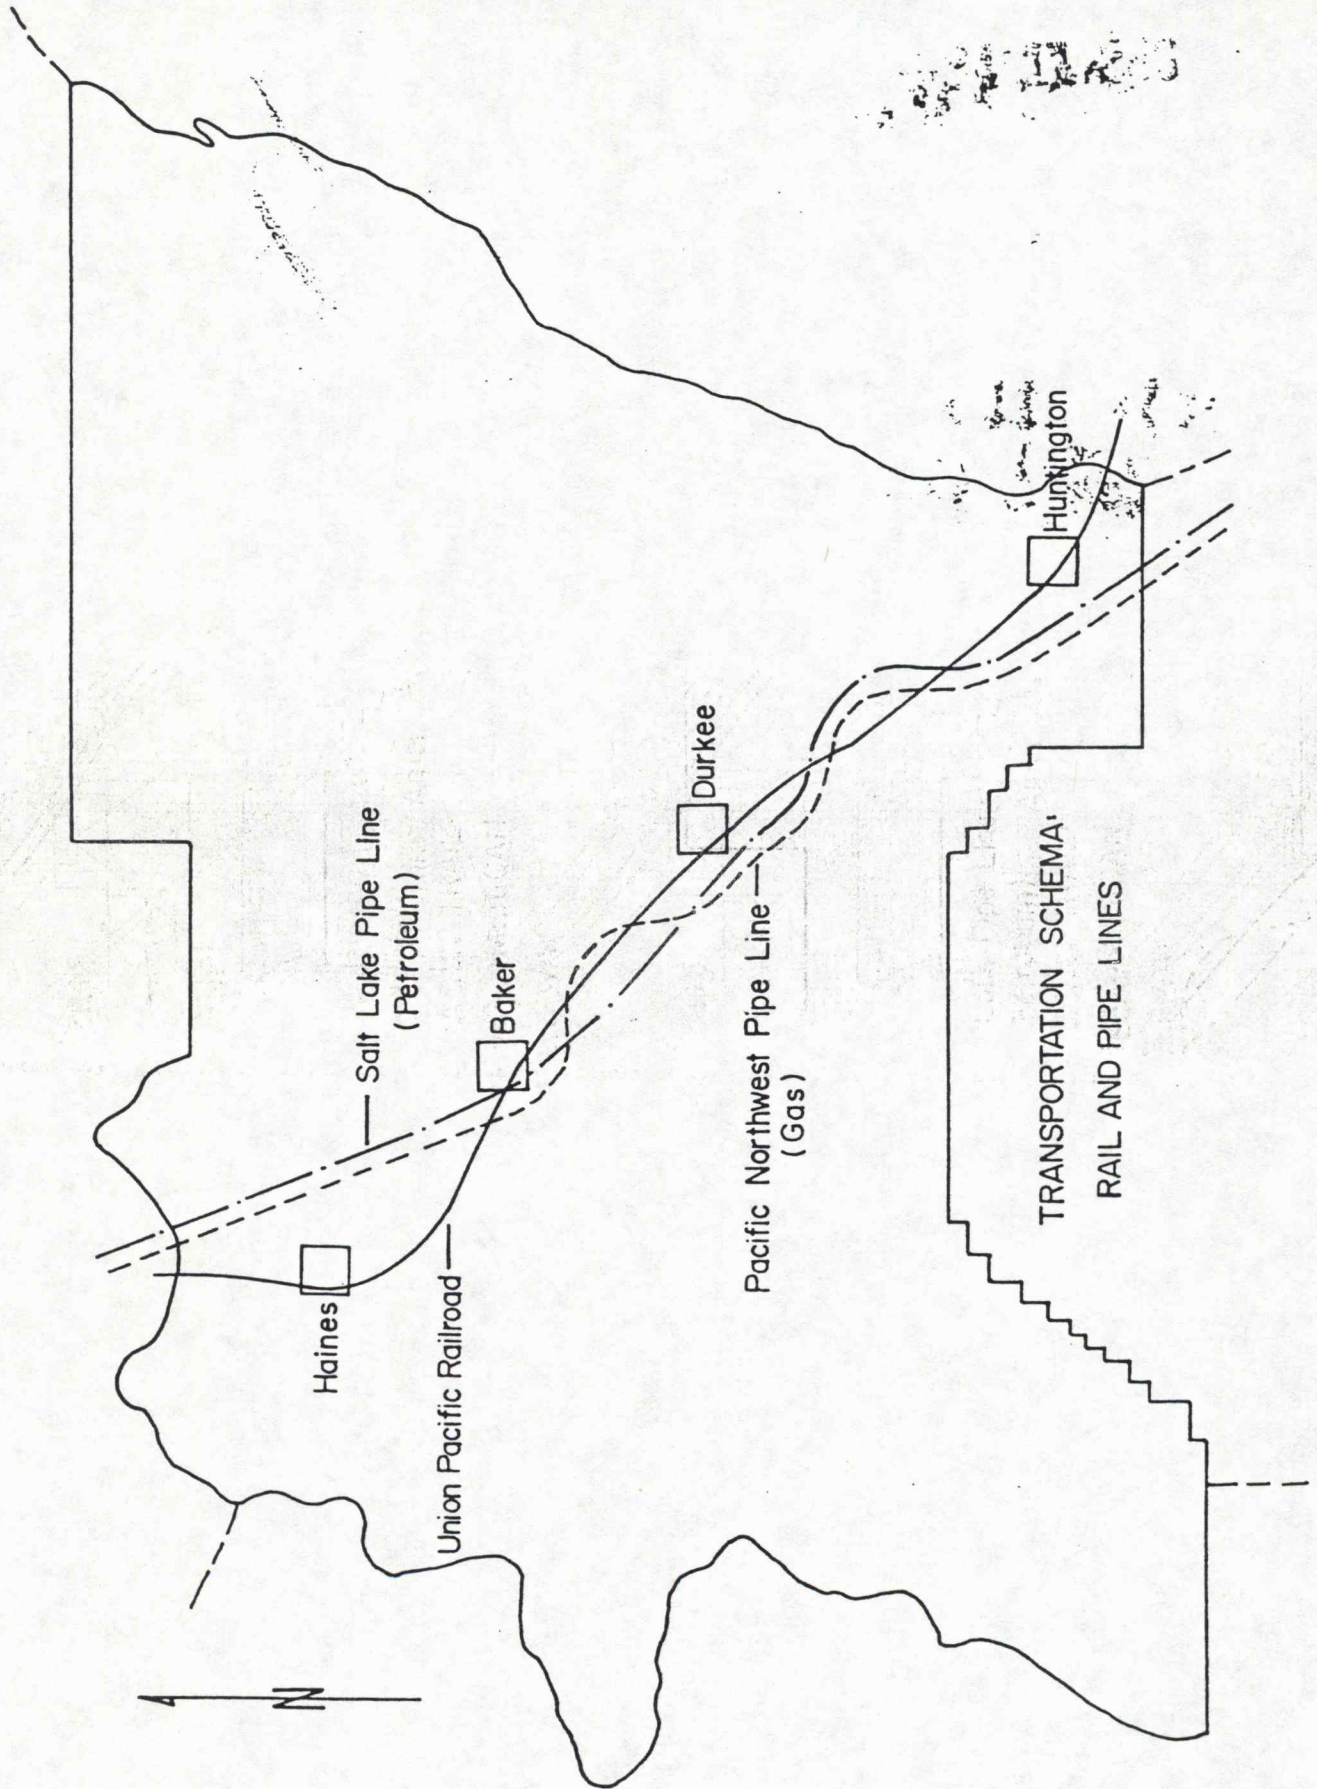 Salt Lake Pipe Line
(Petroleum)
Haines
Baker
Union Pacific Railroad
Durkee
Pacific Northwest Pipe Line
(Gas)
Huntington
TRANSPORTATION SCHEMA'
RAIL AND PIPE LINES
N